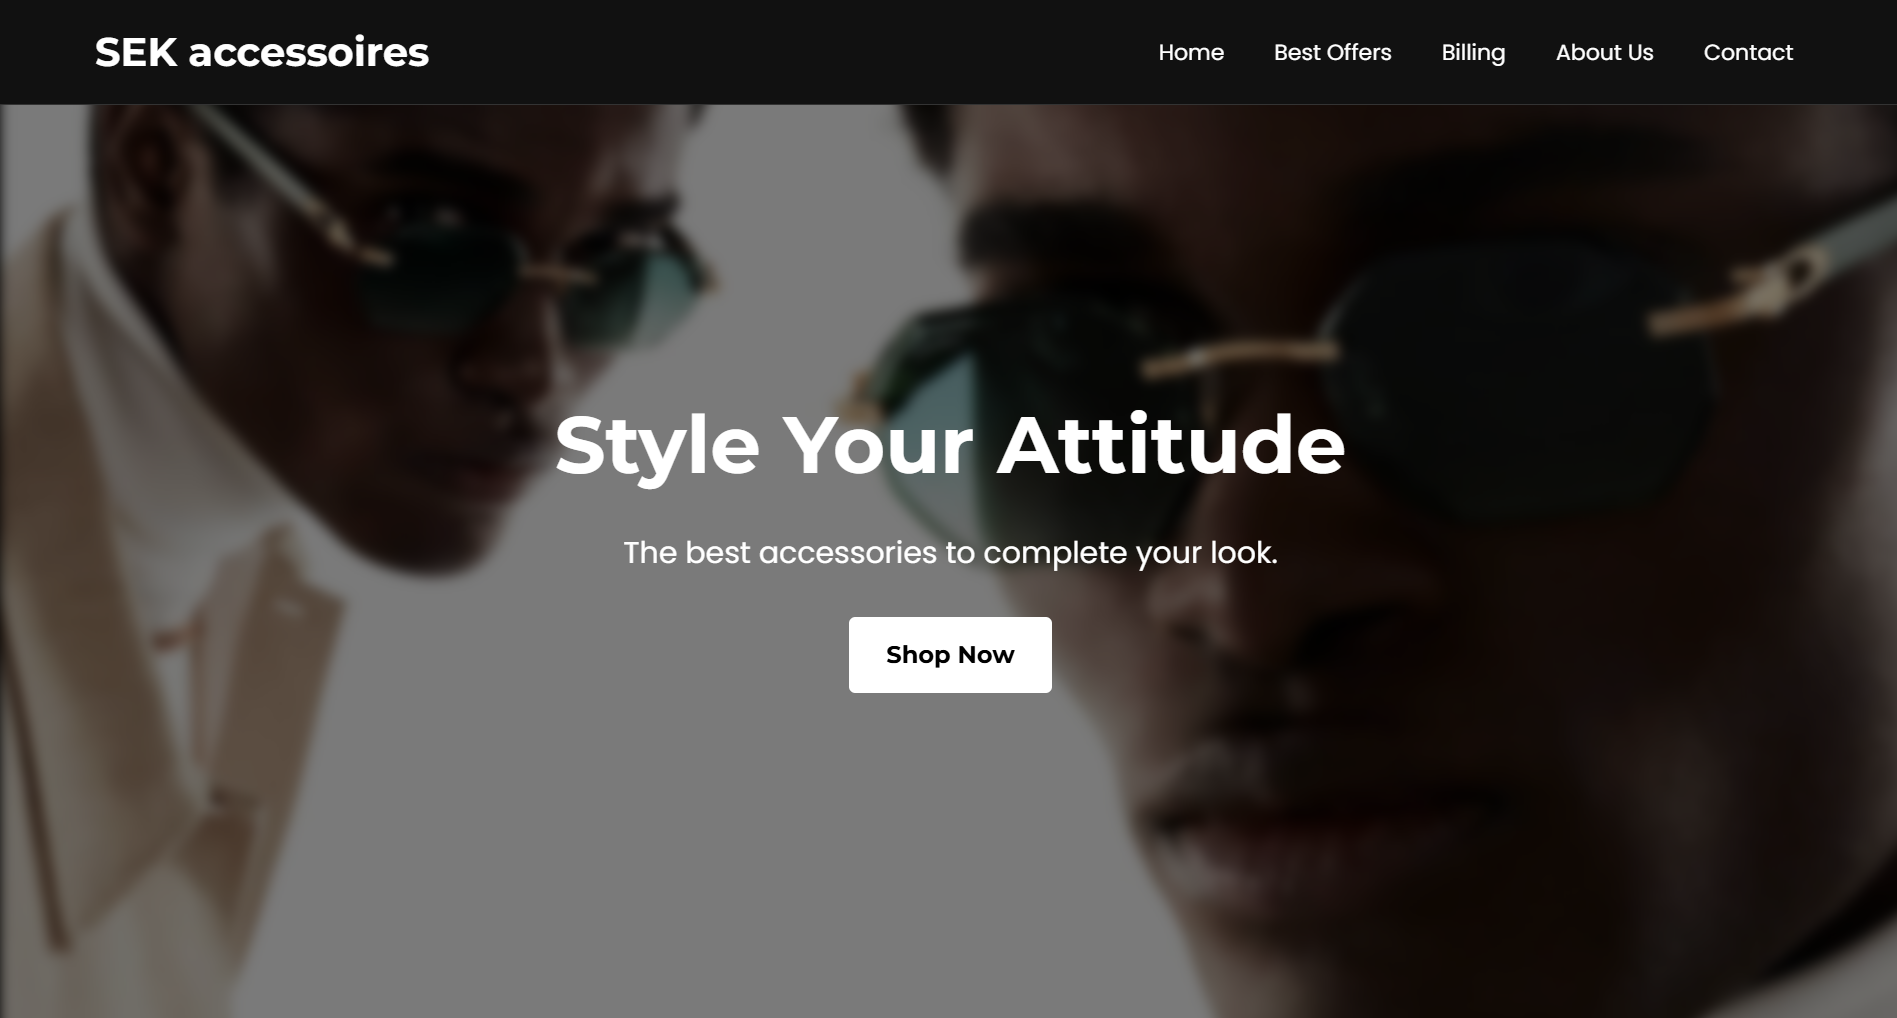 SEK accessoires
Home Best Offers Billing About Us Contact
Style Your Attitude
The best accessories to complete your look.
Shop Now